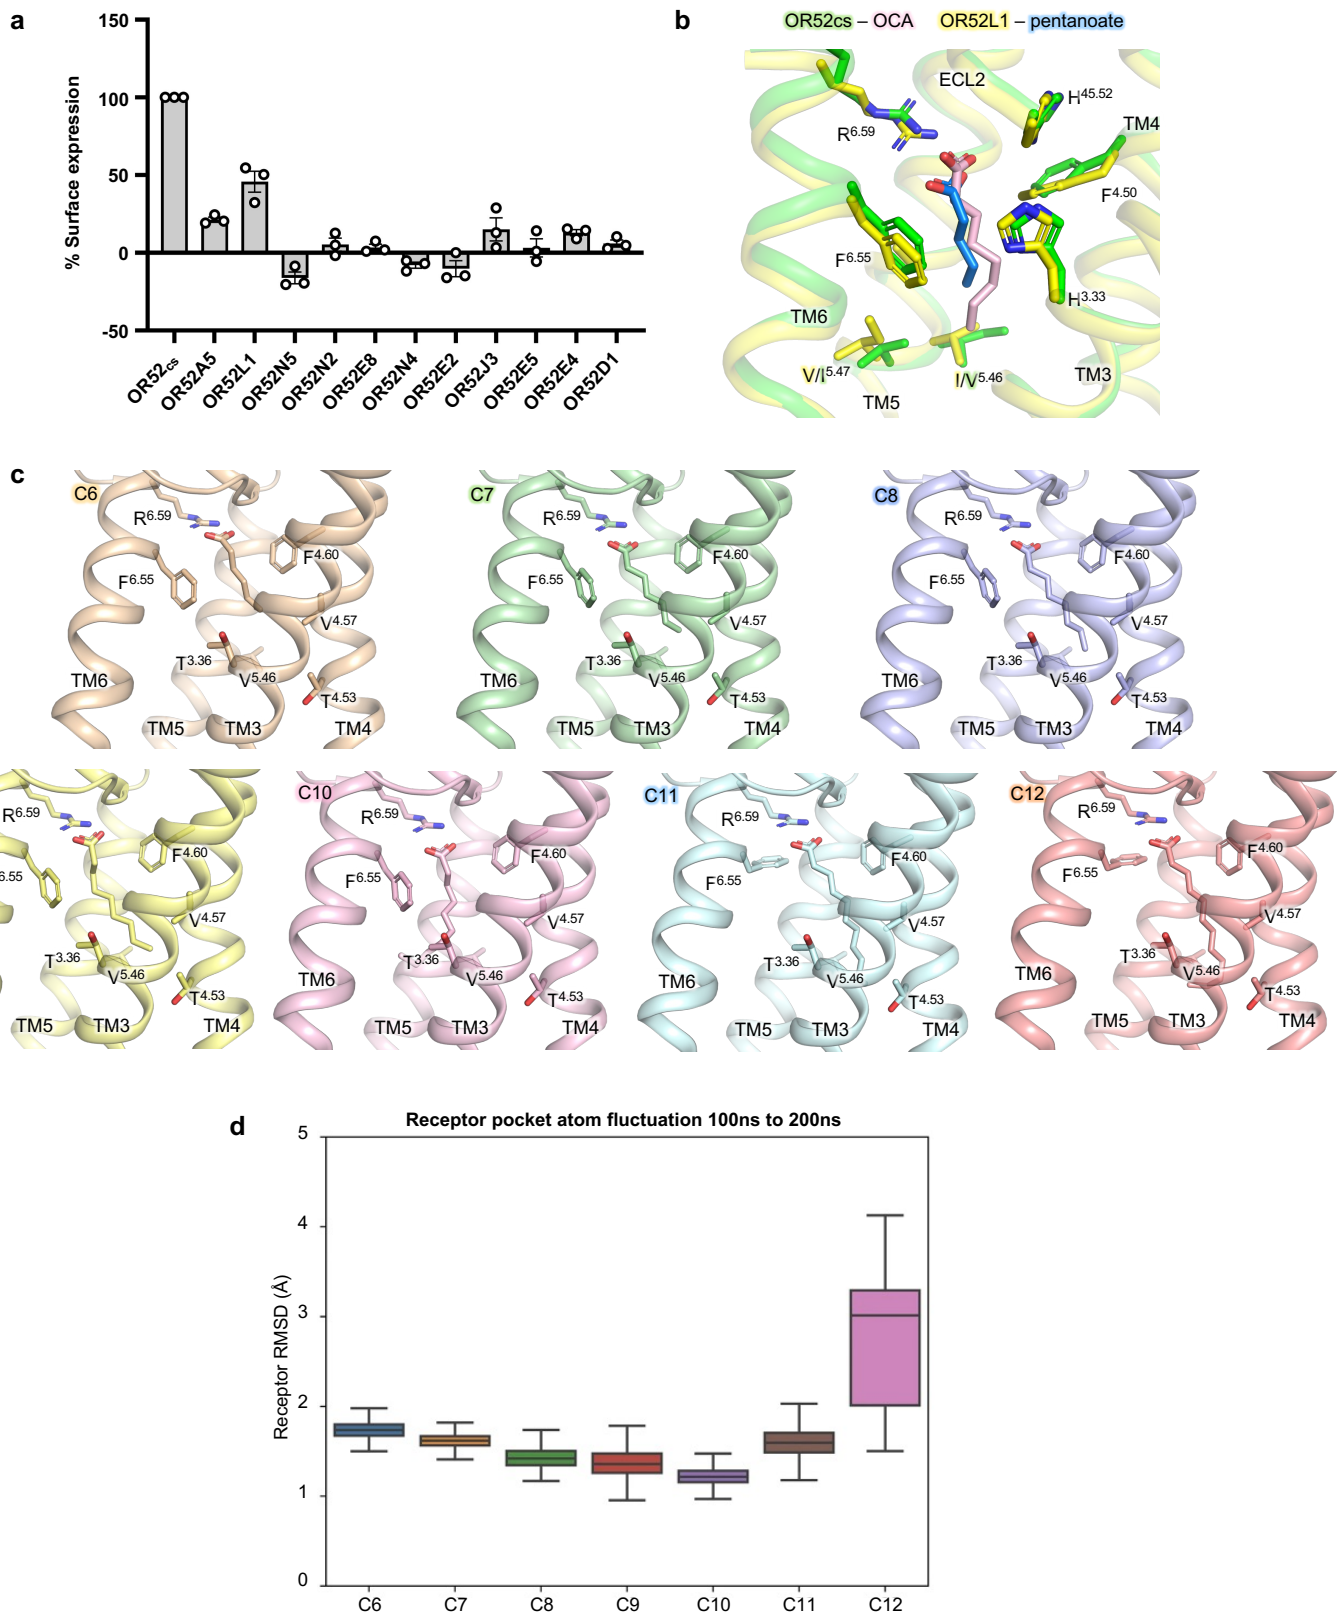 a
150
100
50
0
-50
% Surface expression
OR52cs
OR52A5
OR52L1
OR52N5
OR52N2
OR52E8
OR52N4
OR52E2
OR52J3
OR52E5
OR52E4
OR52D1
b
OR52cs – OCA OR52L1 – pentanoate
ECL2
H45.52
R6.59
TM4
F4.50
F6.55
H3.33
TM6
V/I5.47
I/V5.46
TM3
TM5
c
C6
R6.59
F4.60
F6.55
V4.57
T3.36
TM6
V5.46
T4.53
TM5
TM3
TM4
C7
R6.59
F4.60
F6.55
V4.57
T3.36
TM6
V5.46
T4.53
TM5
TM3
TM4
C8
R6.59
F4.60
F6.55
V4.57
T3.36
TM6
V5.46
T4.53
TM5
TM3
TM4
R6.59
F4.60
6.55
V4.57
T3.36
V5.46
T4.53
TM5
TM3
TM4
C10
R6.59
F4.60
F6.55
V4.57
T3.36
TM6
V5.46
T4.53
TM5
TM3
TM4
C11
R6.59
F4.60
F6.55
V4.57
T3.36
TM6
V5.46
T4.53
TM5
TM3
TM4
C12
R6.59
F4.60
F6.55
V4.57
T3.36
TM6
V5.46
T4.53
TM5
TM3
TM4
d
Receptor pocket atom fluctuation 100ns to 200ns
5
4
3
2
1
0
Receptor RMSD (Å)
C6
C7
C8
C9
C10
C11
C12